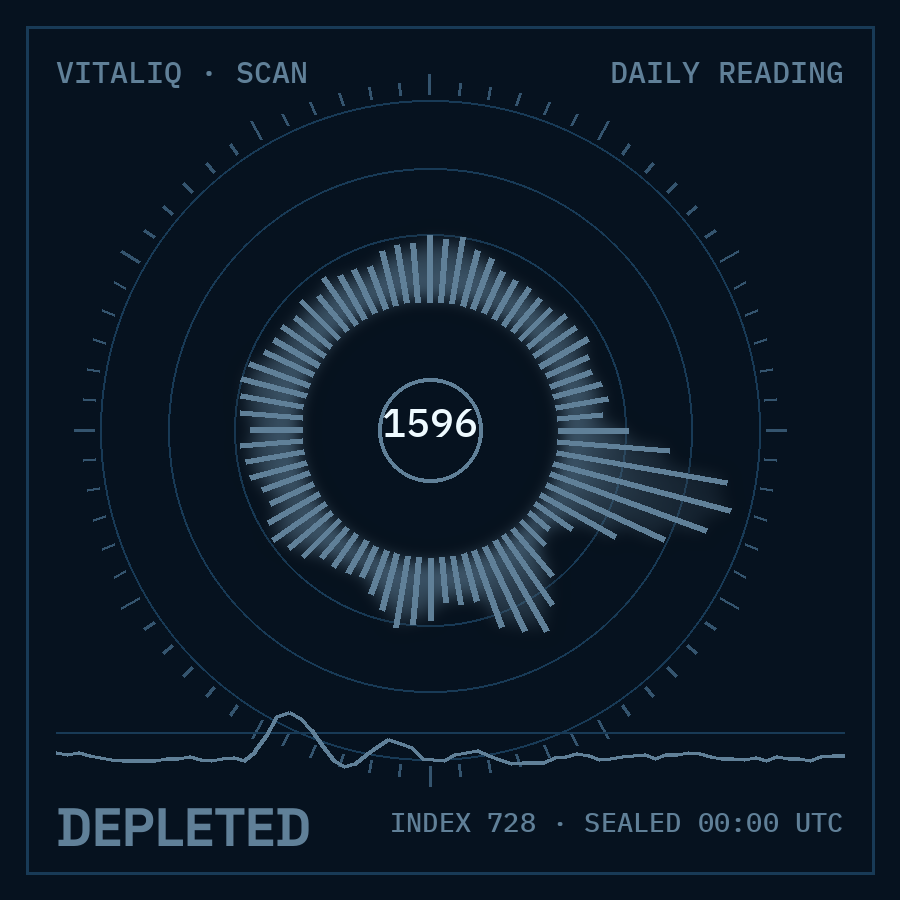 VITALIQ · SCAN
DAILY READING
1596
DEPLETED
INDEX 728 · SEALED 00:00 UTC